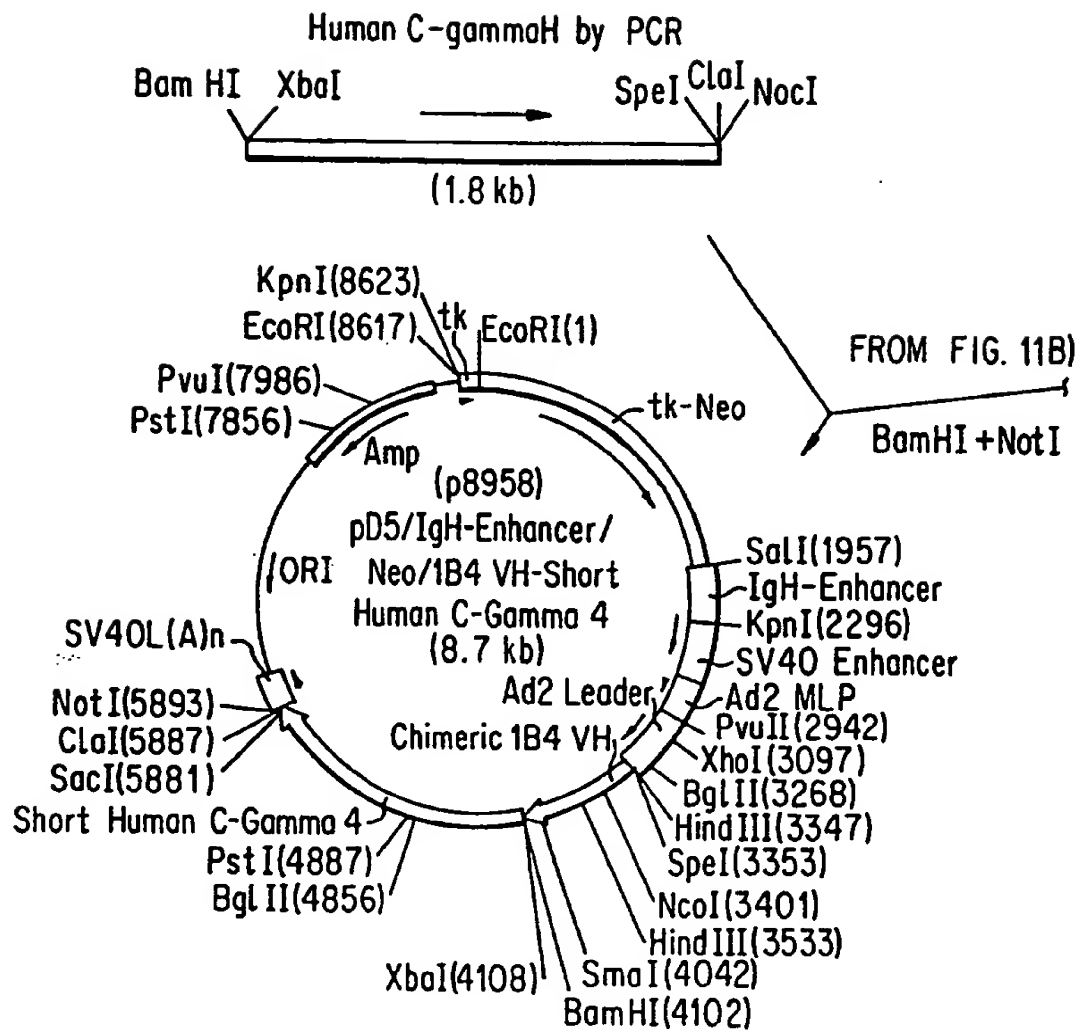 Human C-gammaH by PCR
Bam HI
XbaI
SpeI
ClaI
NocI
(1.8 kb)
KpnI(8623)
EcoRI(8617)
tk
EcoRI(1)
PvuI(7986)
PstI(7856)
tk-Neo
FROM FIG. 11B)
BamHI+NotI
Amp
(p8958)
pD5/IgH-Enhancer/
Neo/1B4 VH-Short
Human C-Gamma 4
(8.7 kb)
ORI
SalI(1957)
IgH-Enhancer
KpnI(2296)
SV40 Enhancer
Ad2 MLP
Ad2 Leader
PvuII(2942)
Chimeric 1B4 VH
XhoI(3097)
BglII(3268)
HindIII(3347)
SpeI(3353)
NcoI(3401)
HindIII(3533)
SmaI(4042)
BamHI(4102)
XbaI(4108)
SV40L(A)n
NotI(5893)
ClaI(5887)
SacI(5881)
Short Human C-Gamma 4
PstI(4887)
BglII(4856)